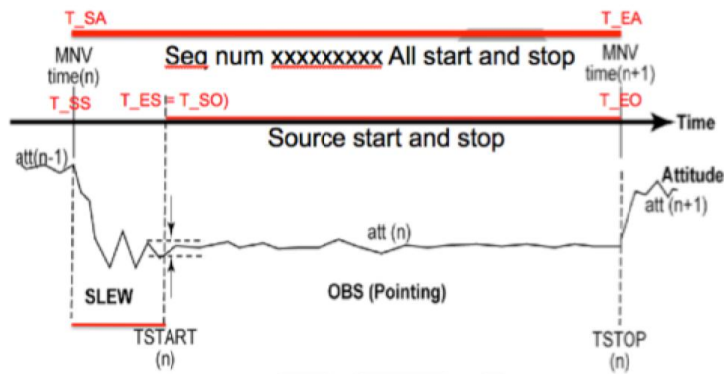 T_SA T_EA
Seq num xxxxxxxxx All start and stop
MNV
time(n)
MNV
time(n+1)
T_SS T_ES = T_SO) T_EO
Time
Source start and stop
att(n-1)
Attitude
att (n+1)
att (n)
SLEW
OBS (Pointing)
TSTART
(n)
TSTOP
(n)